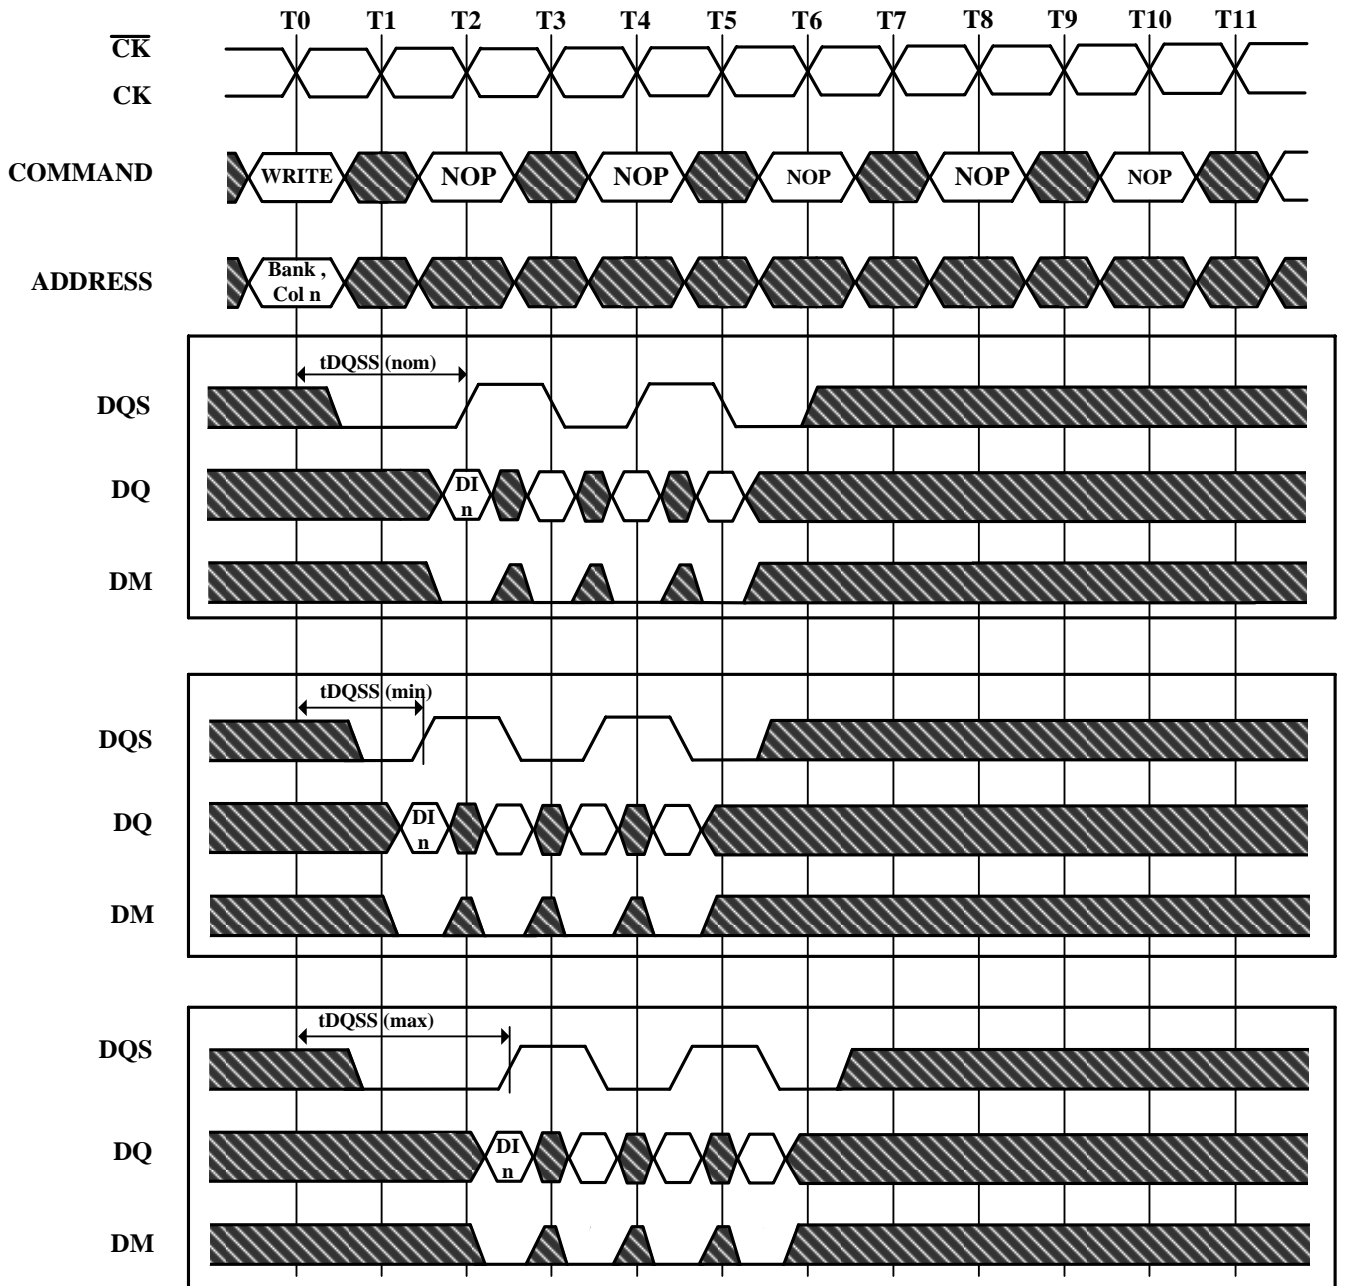 T0 T1 T2 T3 T4 T5 T6 T7 T8 T9 T10 T11
CK
CK
COMMAND WRITE NOP NOP NOP NOP NOP
ADDRESS Bank ,
Col n
tDQSS (nom)
DQS
DQ DI
n
DM
tDQSS (min)
DQS
DQ DI
n
DM
tDQSS (max)
DQS
DQ DI
n
DM